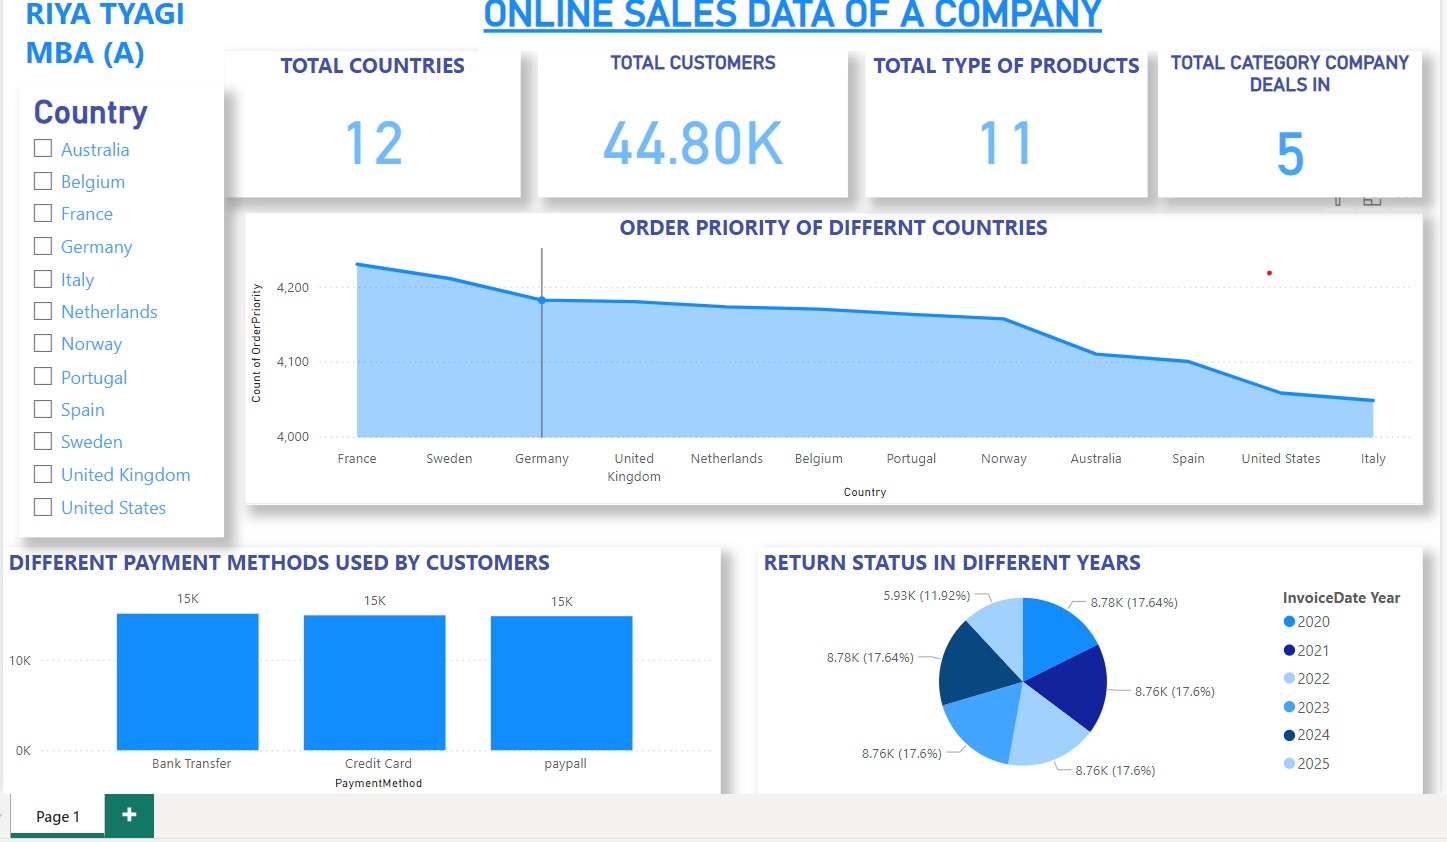 RIYA TYAGI
MBA (A)
ONLINE SALES DATA OF A COMPANY
TOTAL COUNTRIES
12
TOTAL CUSTOMERS
44.80K
TOTAL TYPE OF PRODUCTS
11
TOTAL CATEGORY COMPANY
DEALS IN
5
Country
Australia
Belgium
France
Germany
Italy
Netherlands
Norway
Portugal
Spain
Sweden
United Kingdom
United States
ORDER PRIORITY OF DIFFERNT COUNTRIES
Count of OrderPriority
4,200
4,100
4,000
France
Sweden
Germany
United
Kingdom
Netherlands
Belgium
Portugal
Norway
Australia
Spain
United States
Italy
Country
DIFFERENT PAYMENT METHODS USED BY CUSTOMERS
15K
15K
15K
10K
0K
Bank Transfer
Credit Card
paypall
PaymentMethod
RETURN STATUS IN DIFFERENT YEARS
5.93K (11.92%)
8.78K (17.64%)
8.78K (17.64%)
8.76K (17.6%)
8.76K (17.6%)
8.76K (17.6%)
InvoiceDate Year
2020
2021
2022
2023
2024
2025
Page 1